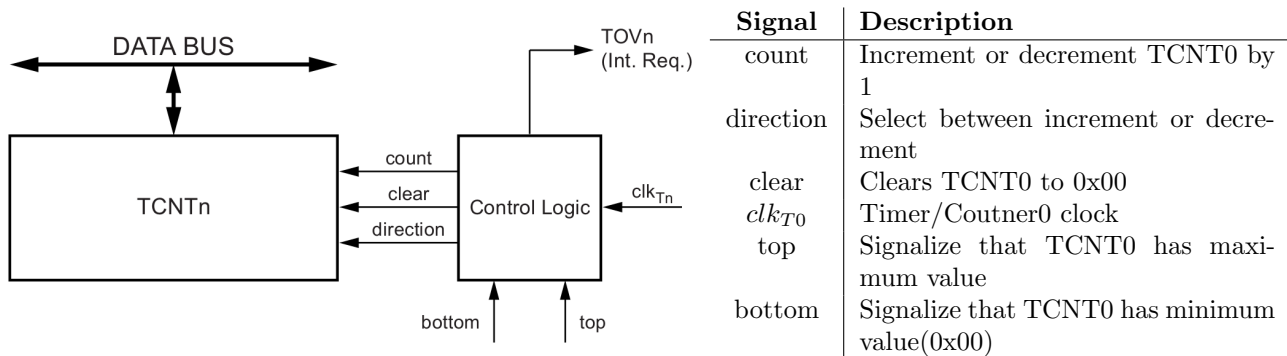 DATA BUS
TOVn
(Int. Req.)
TCNTn
count
clear
direction
Control Logic
clkTn
bottom
top
Signal Description
count Increment or decrement TCNT0 by
1
direction Select between increment or decre-
ment
clear Clears TCNT0 to 0x00
clkT0 Timer/Coutner0 clock
top Signalize that TCNT0 has maxi-
mum value
bottom Signalize that TCNT0 has minimum
value(0x00)